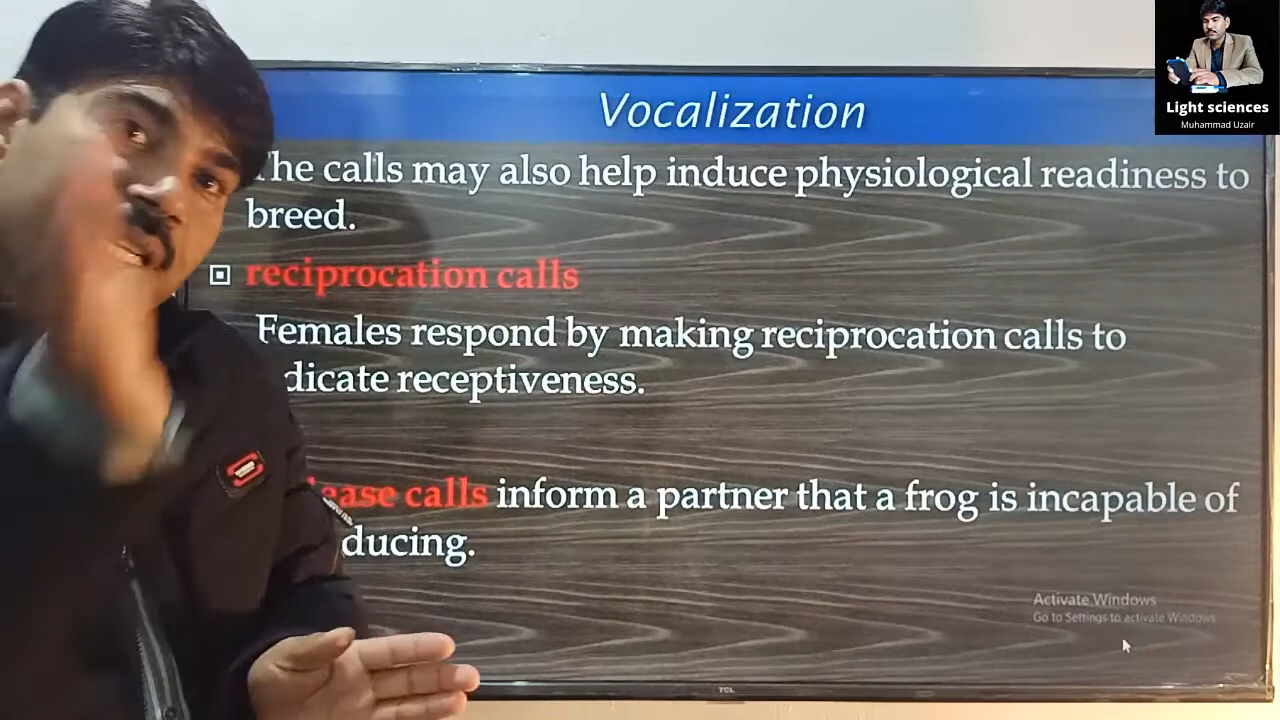 Light sciences
Muhammad Uzair
Vocalization
The calls may also help induce physiological readiness to
breed.
reciprocation calls
Females respond by making reciprocation calls to
dicate receptiveness.
lease calls inform a partner that a frog is incapable of
ducing.
Activate Windows
Go to Settings to activate Windows
TCL